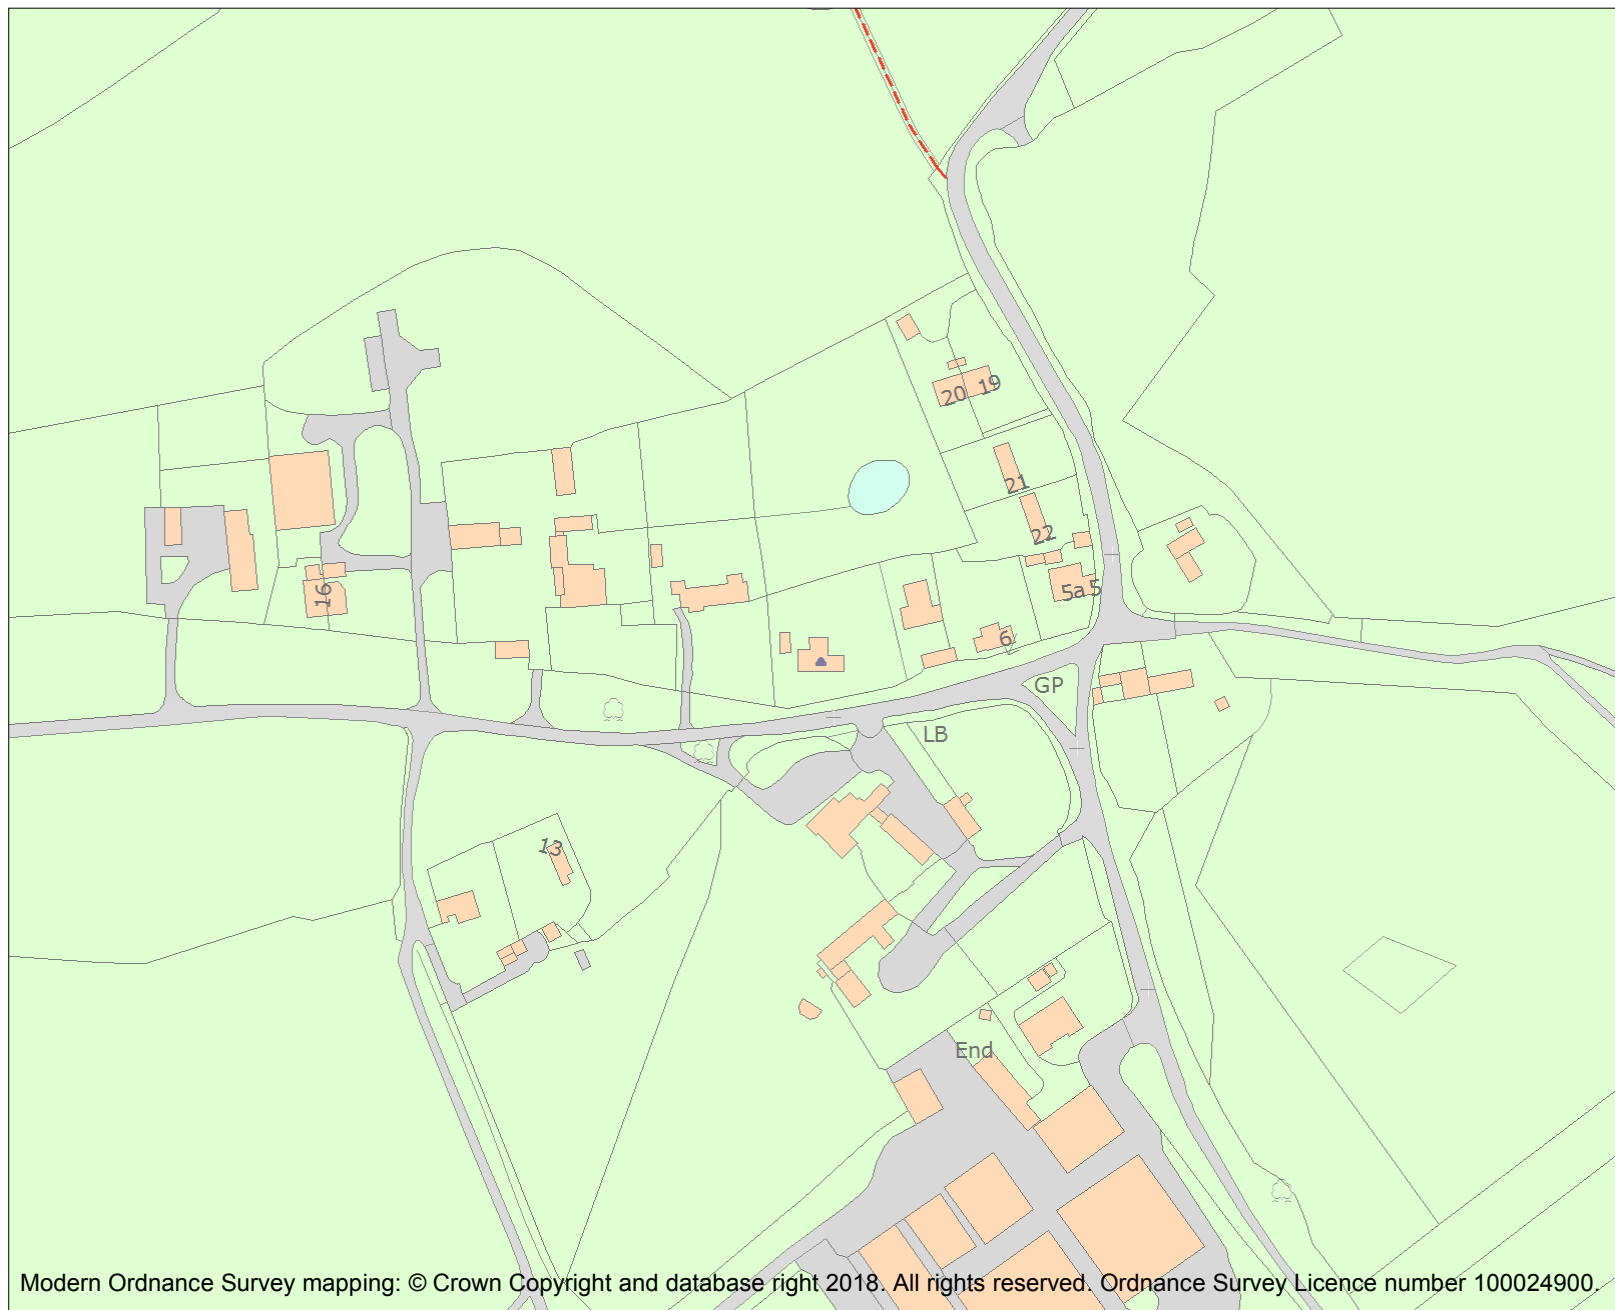 20 19
21
22
16
5a 5
6
GP
LB
13
End
Modern Ordnance Survey mapping: © Crown Copyright and database right 2018. All rights reserved. Ordnance Survey Licence number 100024900.